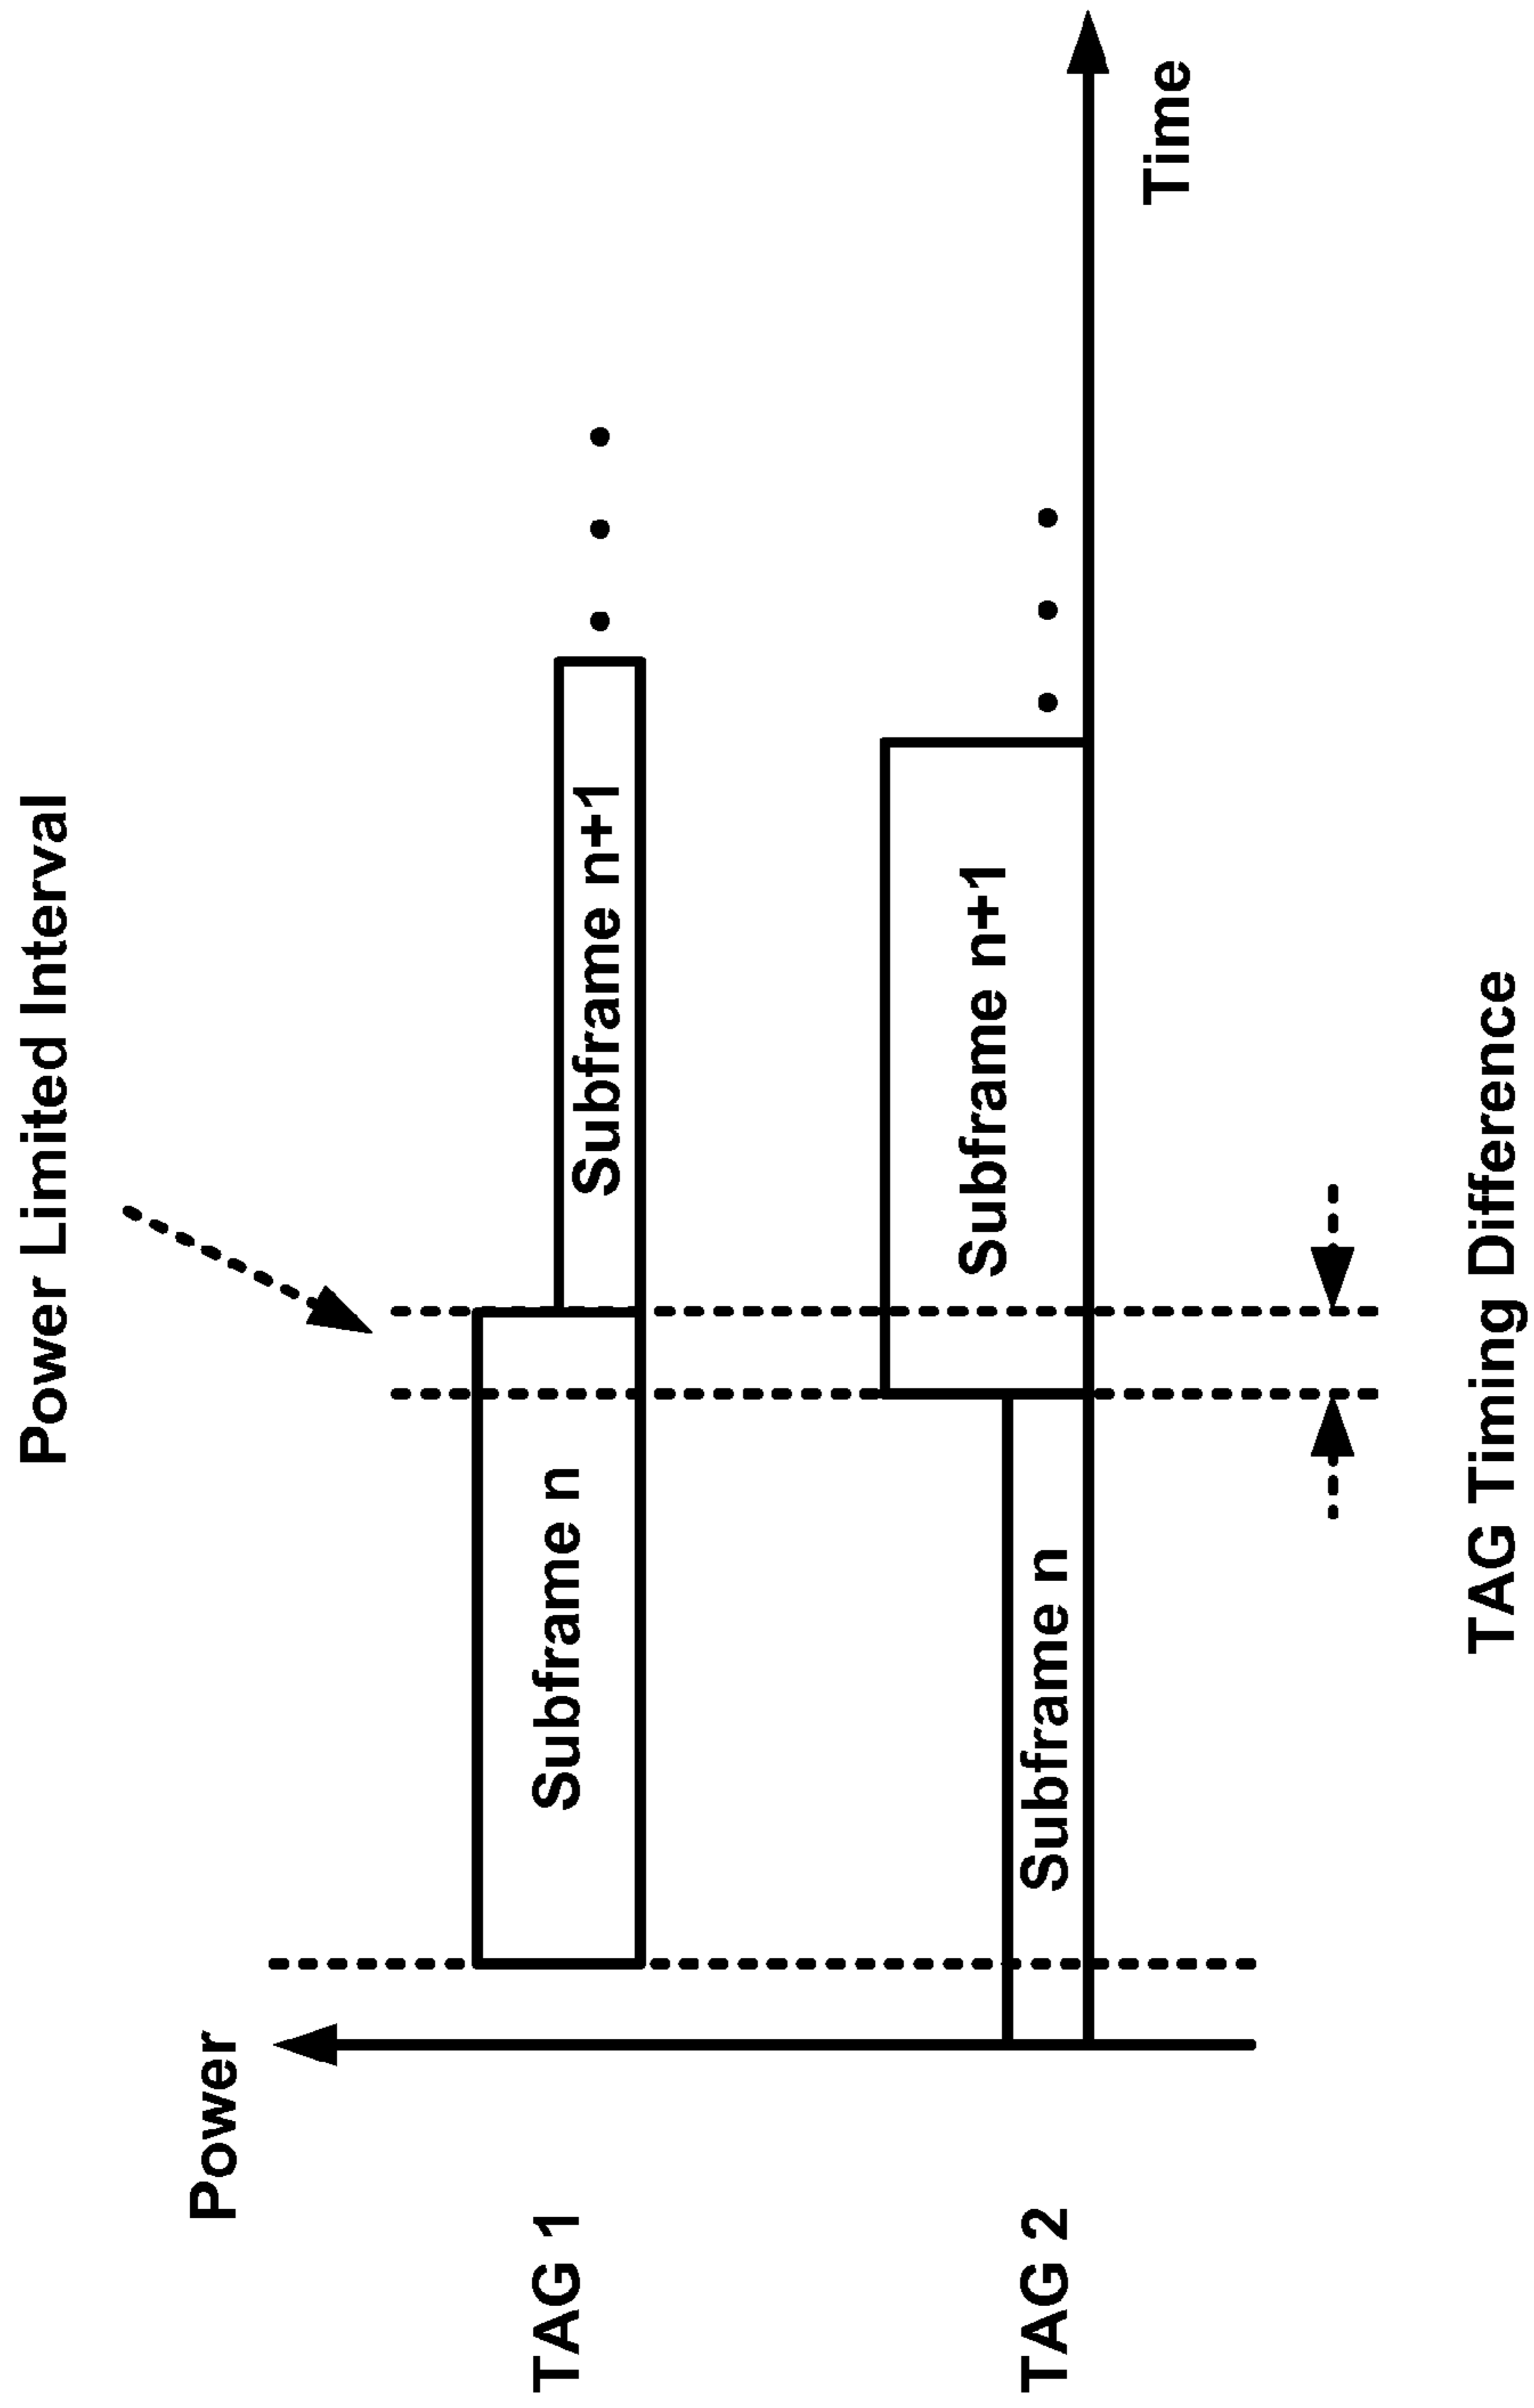 Power Limited Interval
Power
TAG 1
Subframe n
Subframe n+1
TAG 2
Subframe n
Subframe n+1
Time
TAG Timing Difference